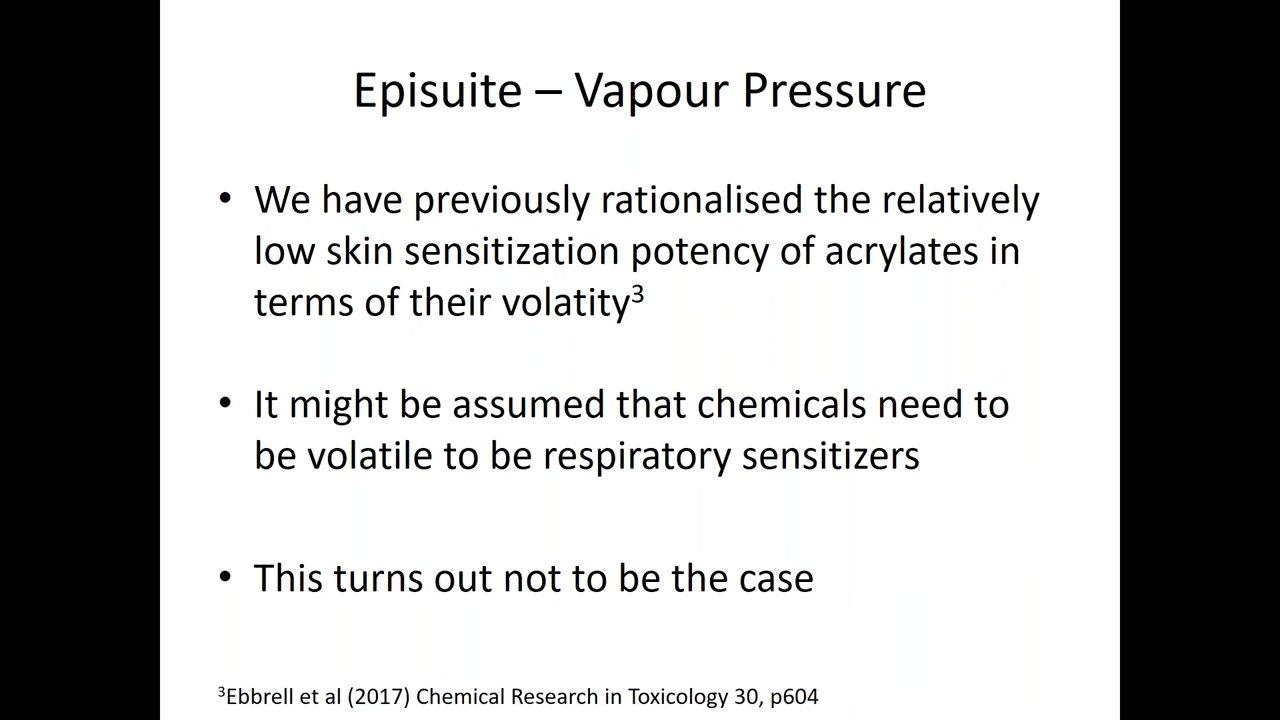 Episuite – Vapour Pressure
• We have previously rationalised the relatively
low skin sensitization potency of acrylates in
terms of their volatity³
• It might be assumed that chemicals need to
be volatile to be respiratory sensitizers
• This turns out not to be the case
³Ebbrell et al (2017) Chemical Research in Toxicology 30, p604